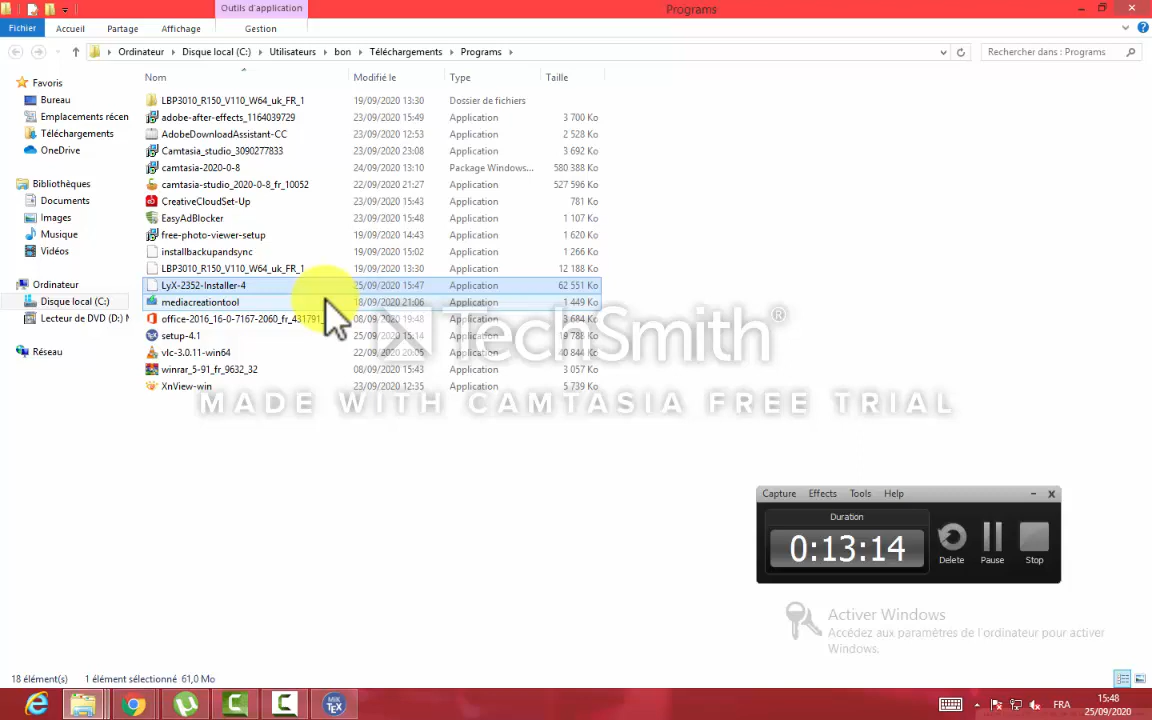 Outils d'application
Programs
Fichier Accueil Partage Affichage Gestion
Ordinateur Disque local (C:) Utilisateurs bon Téléchargements Programs
Rechercher dans : Programs
Nom Modifié le Type Taille
Favoris
Bureau
Emplacements récen
Téléchargements
OneDrive
Bibliothèques
Documents
Images
Musique
Vidéos
Ordinateur
Disque local (C:)
Lecteur de DVD (D:) M
Réseau
LBP3010_R150_V110_W64_uk_FR_1 19/09/2020 13:30 Dossier de fichiers
adobe-after-effects_1164039729 23/09/2020 15:49 Application 3 700 Ko
AdobeDownloadAssistant-CC 23/09/2020 12:53 Application 2 528 Ko
Camtasia_studio_3090277833 23/09/2020 23:08 Application 3 692 Ko
camtasia-2020-0-8 24/09/2020 13:10 Package Windows... 580 388 Ko
camtasia-studio_2020-0-8_fr_10052 22/09/2020 21:27 Application 527 596 Ko
CreativeCloudSet-Up 23/09/2020 15:43 Application 781 Ko
EasyAdBlocker 23/09/2020 15:48 Application 1 107 Ko
free-photo-viewer-setup 19/09/2020 14:43 Application 1 620 Ko
installbackupandsync 19/09/2020 15:02 Application 1 266 Ko
LBP3010_R150_V110_W64_uk_FR_1 19/09/2020 13:30 Application 12 188 Ko
LyX-2352-Installer-4 25/09/2020 15:47 Application 62 551 Ko
mediacreationtool 18/09/2020 21:06 Application 1 449 Ko
office-2016_16-0-7167-2060_fr_431791 08/09/2020 19:48 Application 3 684 Ko
setup-4.1 25/09/2020 15:14 Application 19 788 Ko
vlc-3.0.11-win64 22/09/2020 20:05 Application 40 844 Ko
winrar_5-91_fr_9632_32 08/09/2020 15:43 Application 3 057 Ko
XnView-win 23/09/2020 12:35 Application 5 739 Ko
TechSmith®
MADE WITH CAMTASIA FREE TRIAL
Capture Effects Tools Help
Duration
0:13:14
Delete Pause Stop
Activer Windows
Accédez aux paramètres de l'ordinateur pour activer
Windows.
18 élément(s) 1 élément sélectionné 61,0 Mo
MiK
TEX
FRA
15:48
25/09/2020